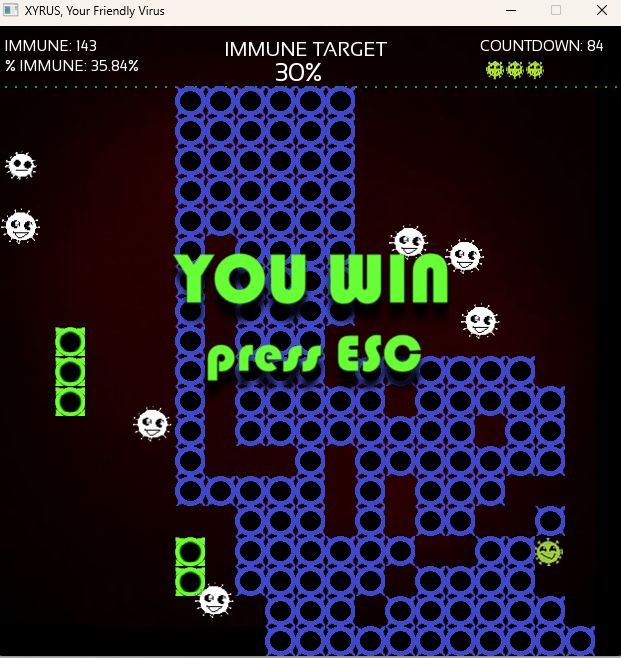 XYRUS, Your Friendly Virus
IMMUNE: 143
% IMMUNE: 35.84%
IMMUNE TARGET
30%
COUNTDOWN: 84
YOU WIN
press ESC